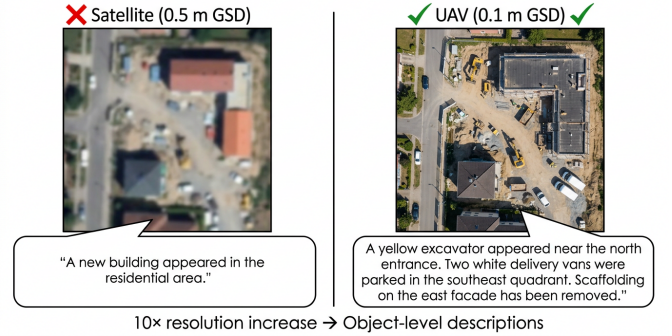 Satellite (0.5 m GSD)
UAV (0.1 m GSD)
“A new building appeared in the
residential area.”
A yellow excavator appeared near the north
entrance. Two white delivery vans were
parked in the southeast quadrant. Scaffolding
on the east facade has been removed.”
10× resolution increase → Object-level descriptions